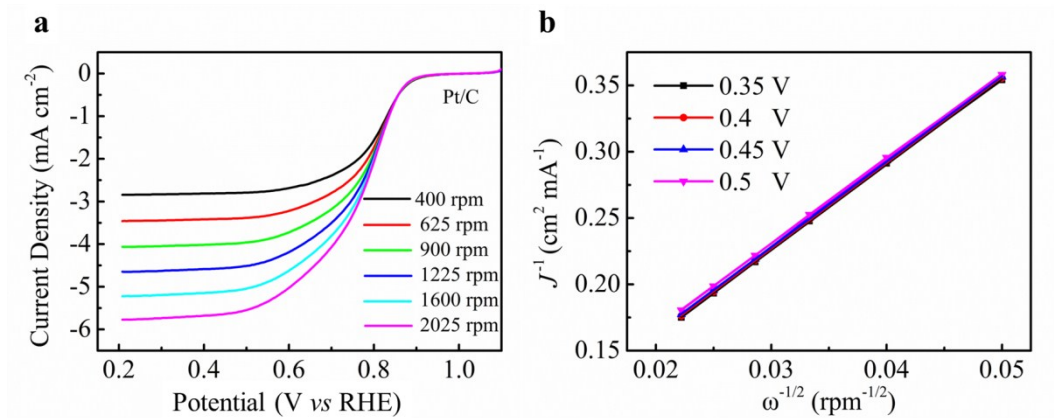 a
0
-1
-2
-3
-4
-5
-6
Current Density (mA cm⁻²)
Pt/C
400 rpm
625 rpm
900 rpm
1225 rpm
1600 rpm
2025 rpm
0.2 0.4 0.6 0.8 1.0
Potential (V vs RHE)
b
0.35
0.30
0.25
0.20
0.15
J⁻¹ (cm² mA⁻¹)
0.35 V
0.4 V
0.45 V
0.5 V
0.02 0.03 0.04 0.05
ω⁻¹/² (rpm⁻¹/²)